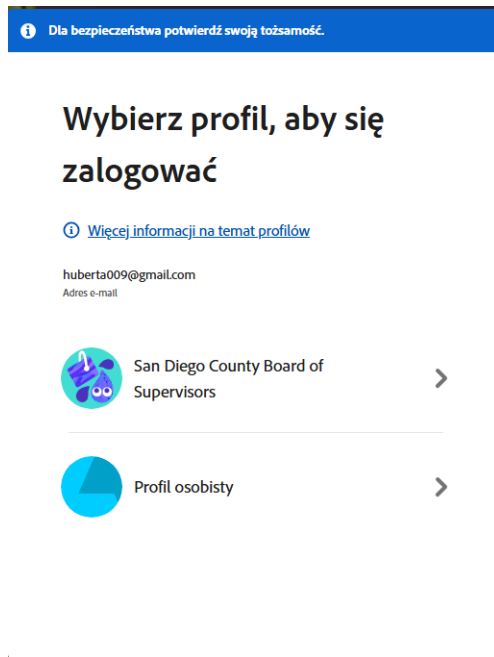 Dla bezpieczeństwa potwierdź swoją tożsamość.
Wybierz profil, aby się
zalogować
Więcej informacji na temat profilów
huberta009@gmail.com
Adres e-mail
San Diego County Board of
Supervisors
Profil osobisty